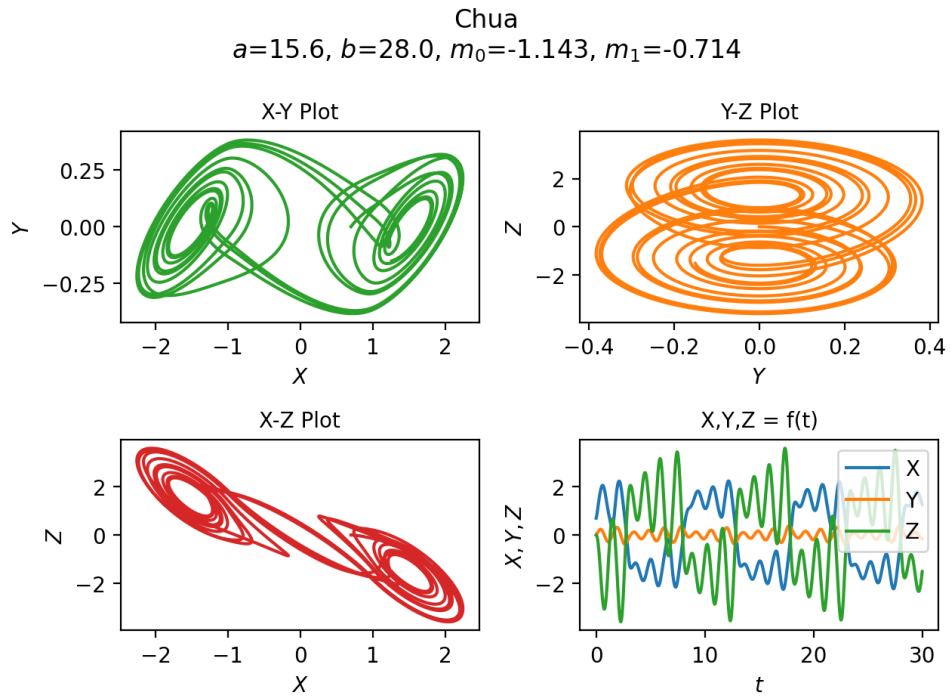 Chua
a=15.6, b=28.0, m₀=-1.143, m₁=-0.714
X-Y Plot
Y
0.25
0.00
−0.25
−2 −1 0 1 2
X
Y-Z Plot
Z
2
0
−2
−0.4 −0.2 0.0 0.2 0.4
Y
X-Z Plot
Z
2
0
−2
−2 −1 0 1 2
X
X,Y,Z = f(t)
X, Y, Z
2
0
−2
0 10 20 30
t
X
Y
Z